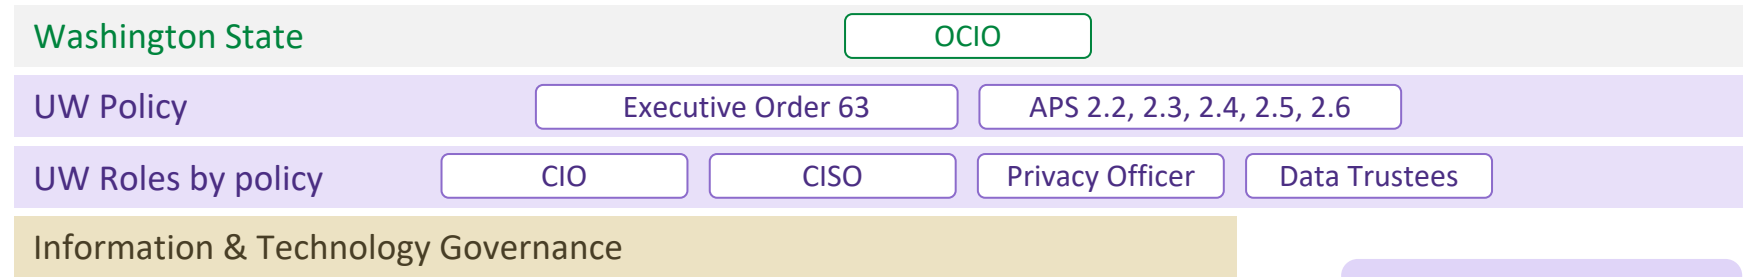 Washington State OCIO
UW Policy Executive Order 63 APS 2.2, 2.3, 2.4, 2.5, 2.6
UW Roles by policy CIO CISO Privacy Officer Data Trustees
Information & Technology Governance